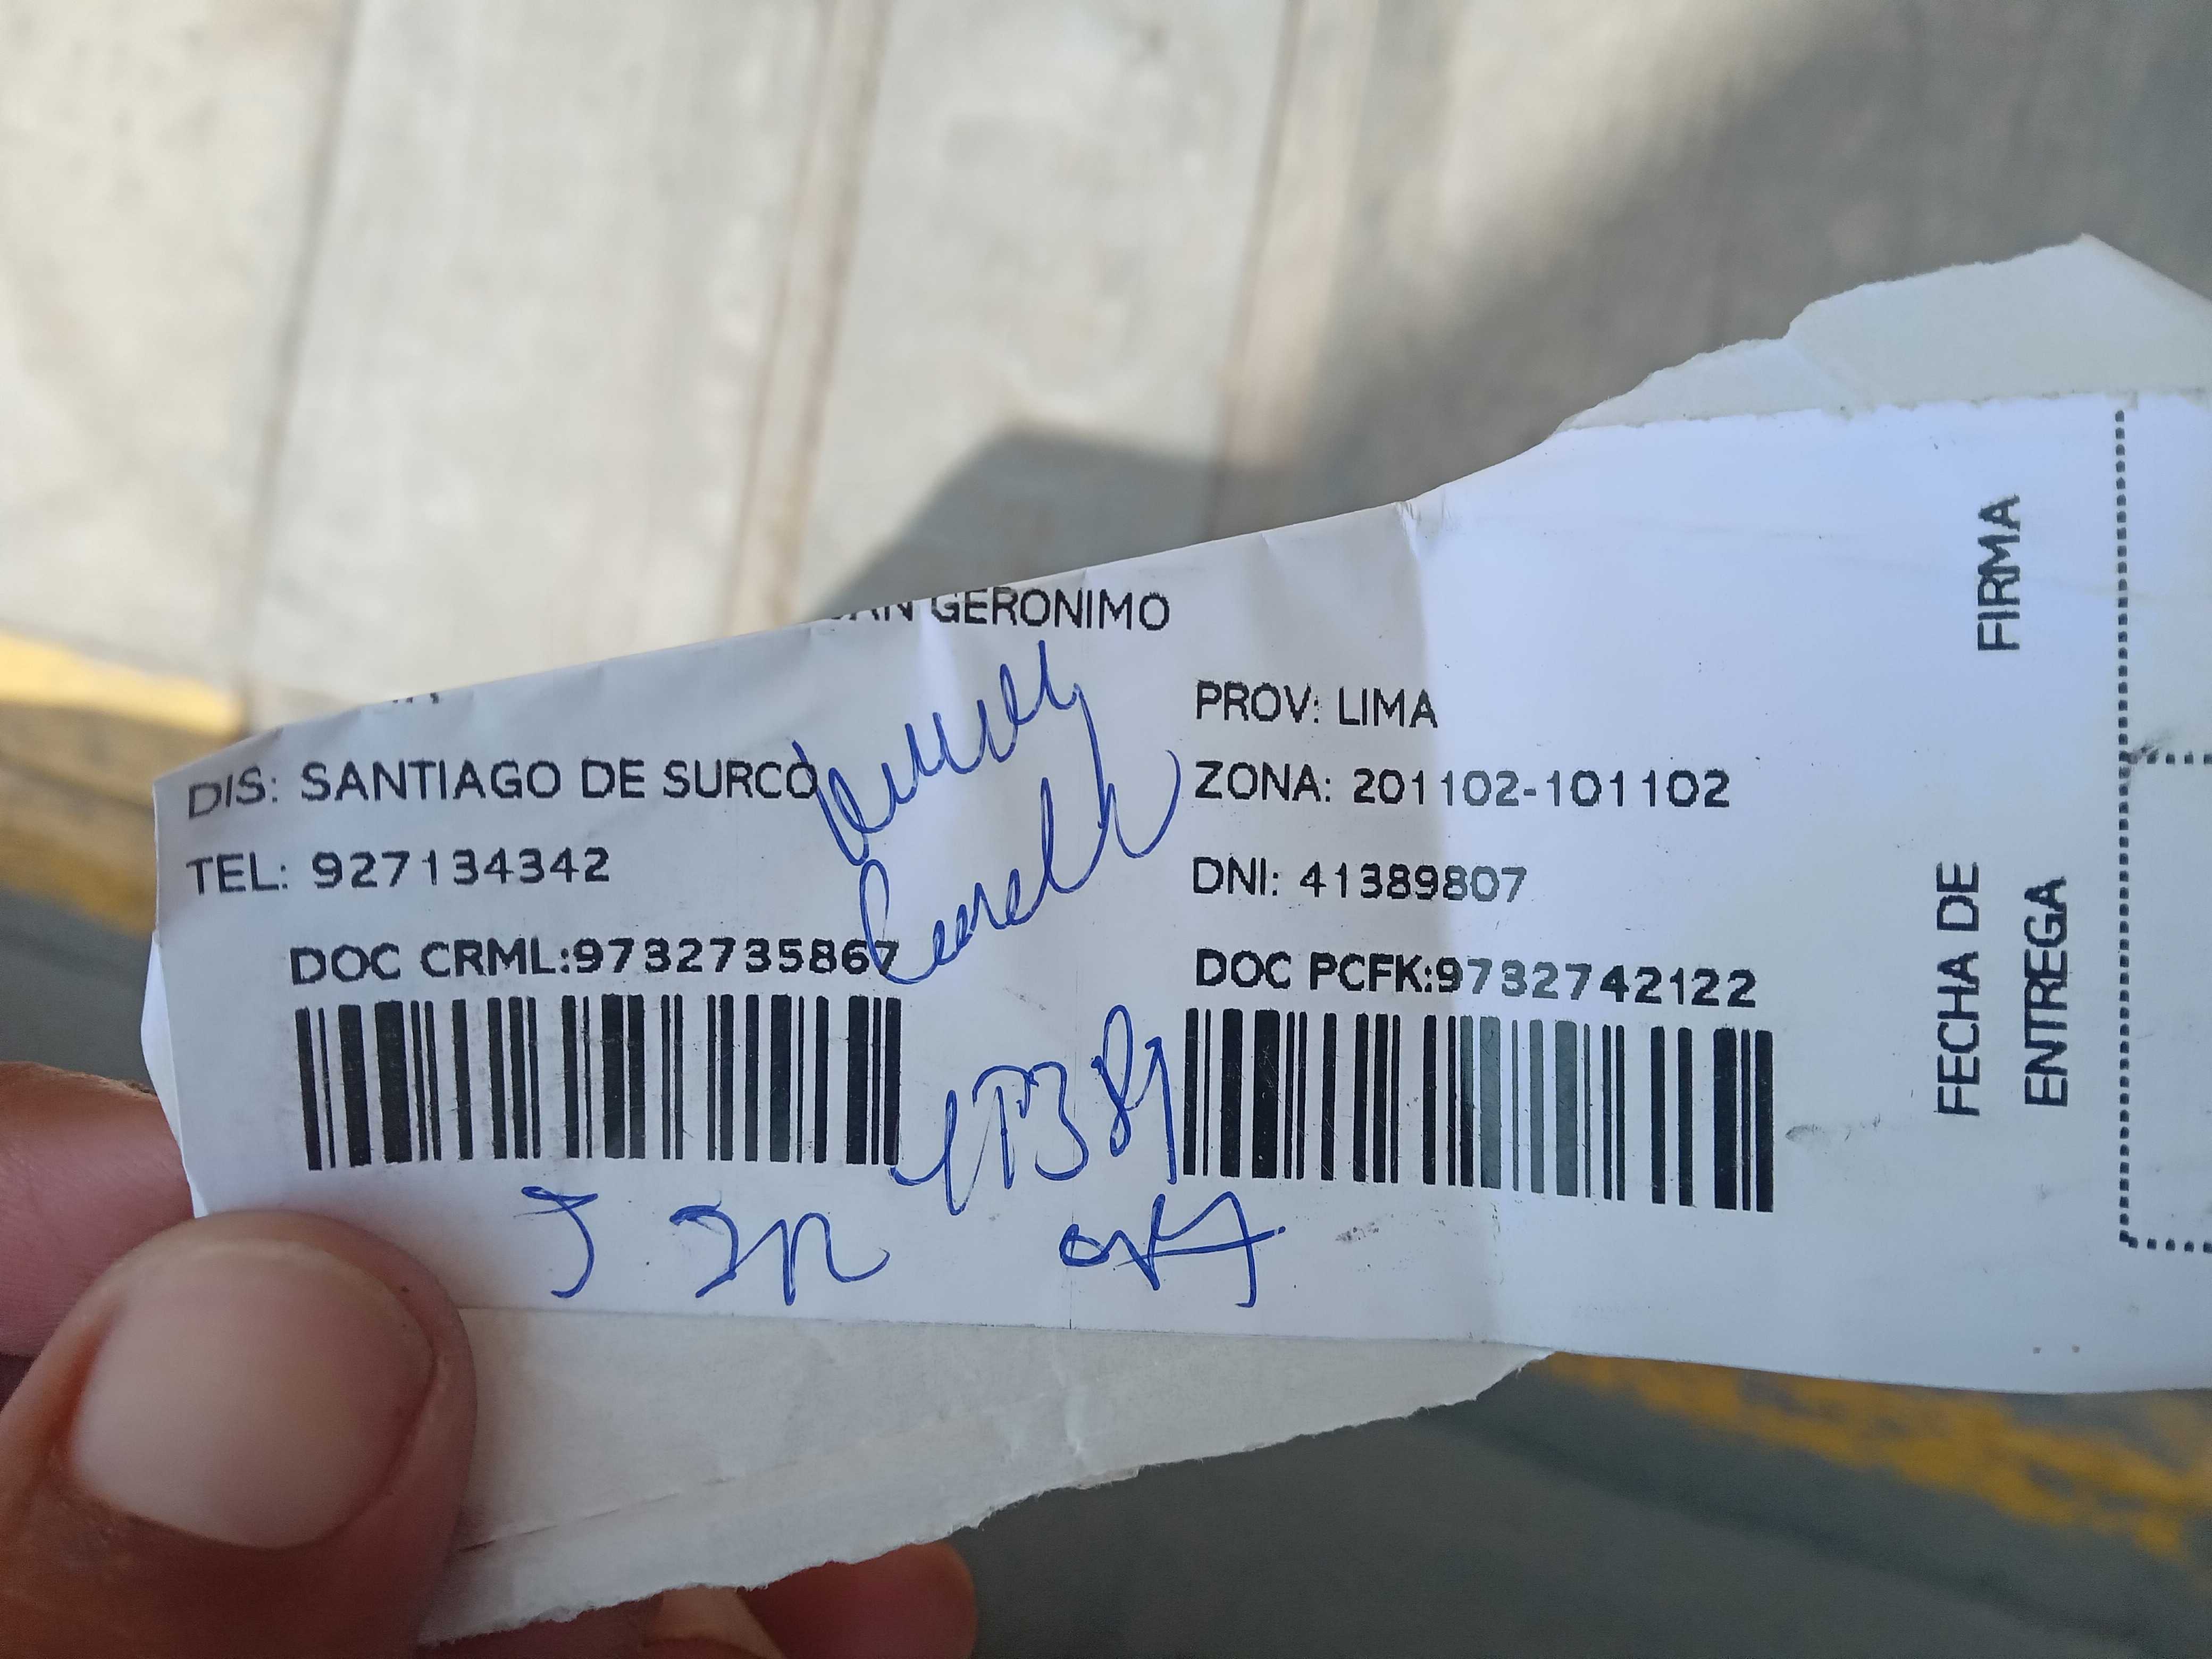 GERONIMO
PROV: LIMA
DIS: SANTIAGO DE SURCO
ZONA: 201102-101102
TEL: 927134342
DNI: 41389807
DOC CRML:9732735867
DOC PCFK:9732742122
FIRMA
FECHA DE
ENTREGA